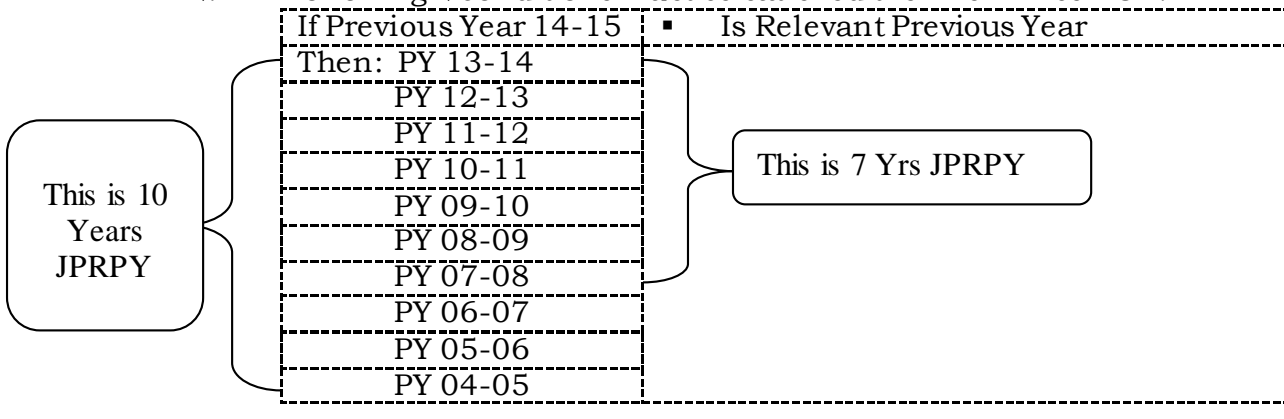 If Previous Year 14-15 ▪ Is Relevant Previous Year
Then: PY 13-14
PY 12-13
PY 11-12
PY 10-11
PY 09-10
PY 08-09
PY 07-08
PY 06-07
PY 05-06
PY 04-05
This is 10
Years
JPRPY
This is 7 Yrs JPRPY